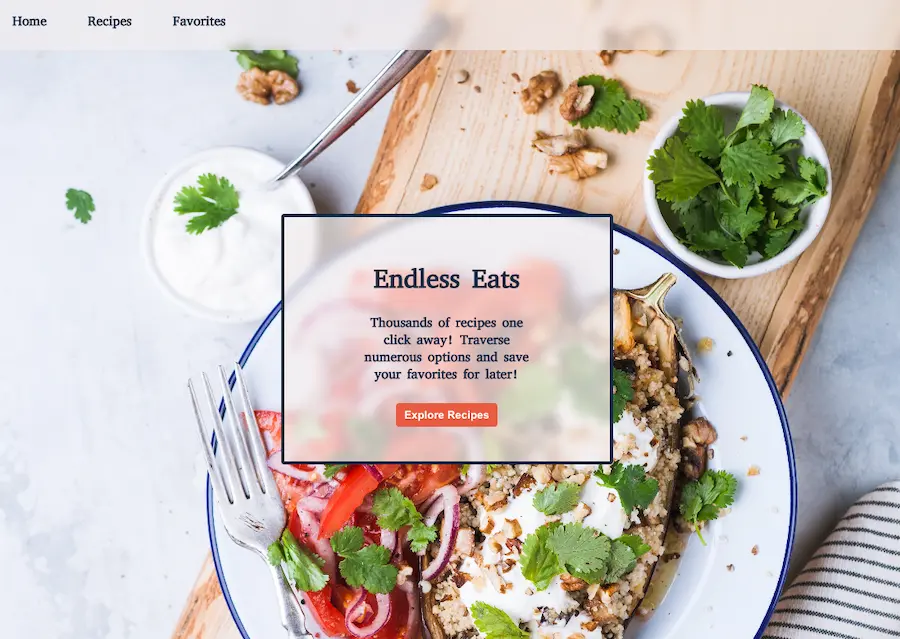 Home Recipes Favorites
Endless Eats
Thousands of recipes one
click away! Traverse
numerous options and save
your favorites for later!
Explore Recipes